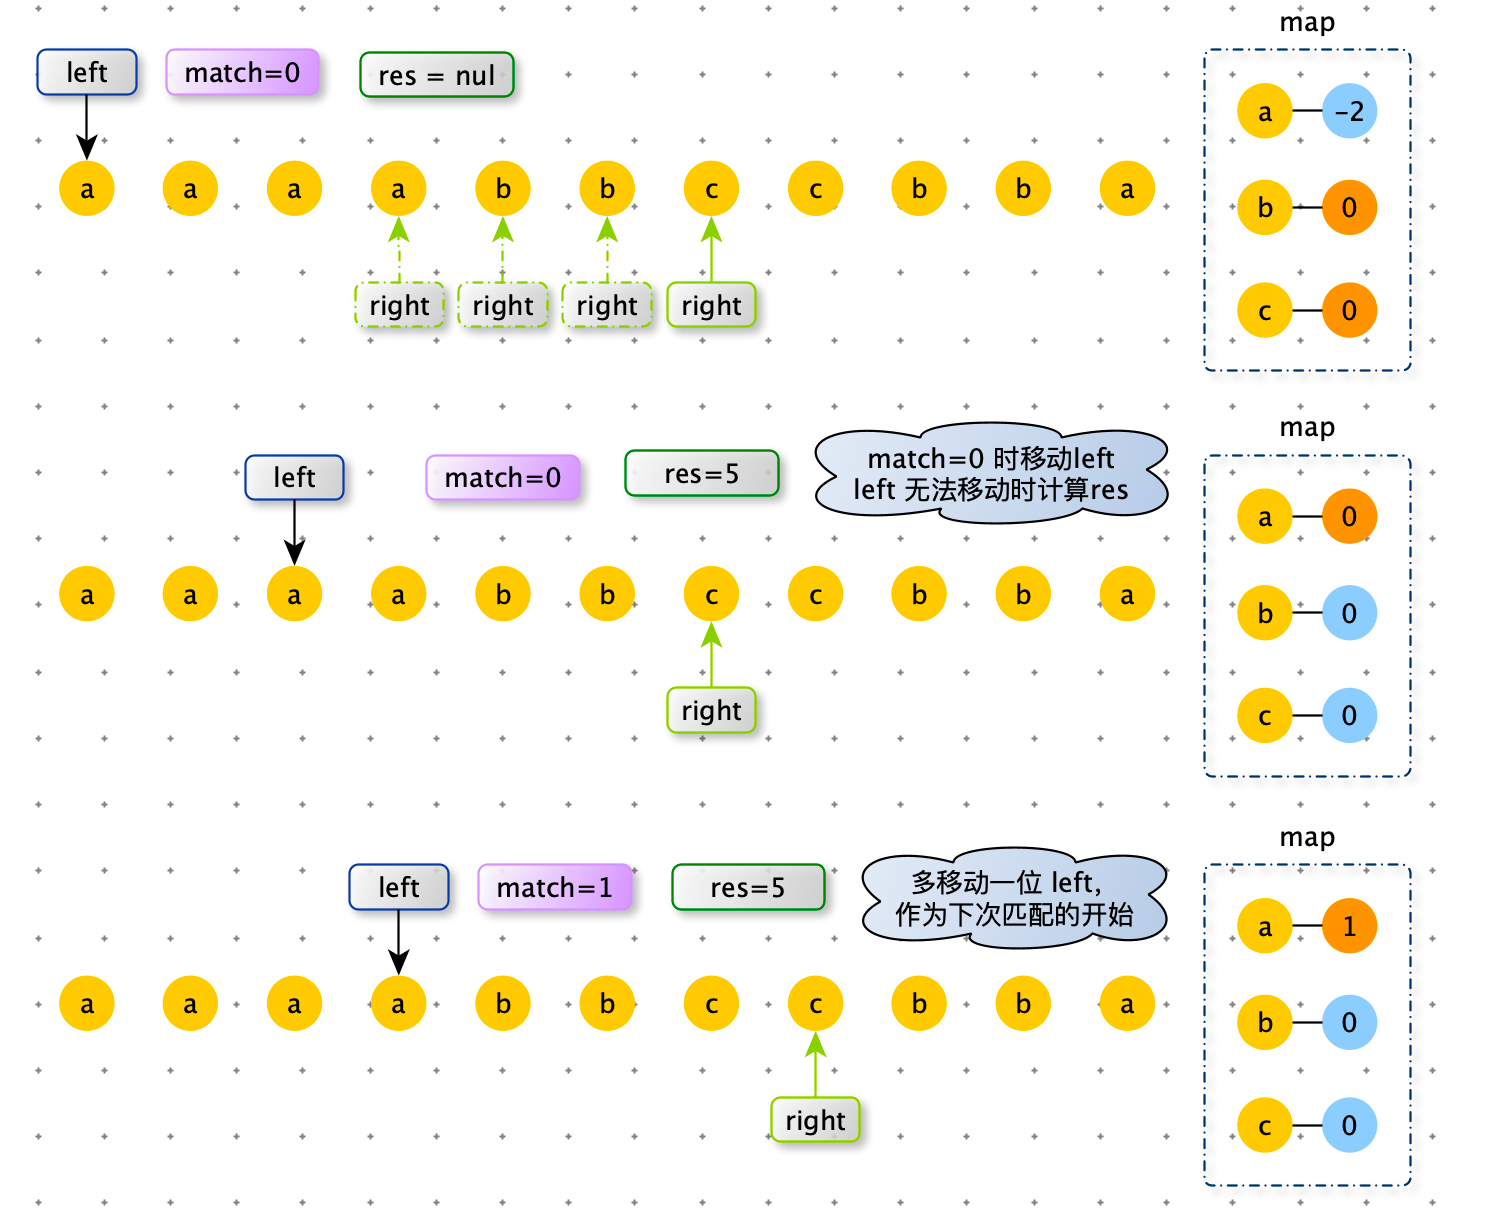 map
left
match=0
res = nul
a -2
a a a a b b c c b b a
b 0
right right right right
c 0
map
match=0 时移动left
left 无法移动时计算res
left
match=0
res=5
a 0
a a a a b b c c b b a
b 0
right
c 0
map
left
match=1
res=5
多移动一位 left,
作为下次匹配的开始
a 1
a a a a b b c c b b a
b 0
right
c 0